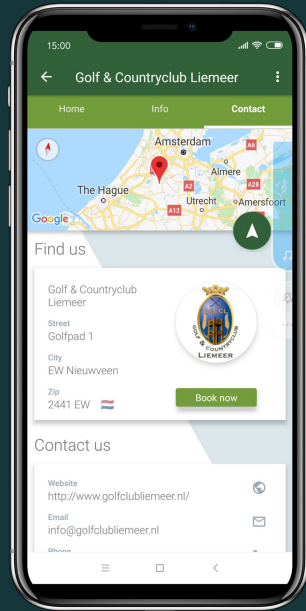 15:00
Golf & Countryclub Liemeer
Home
Info
Contact
Amsterdam
Almere
The Hague
A2
A28
Utrecht
Amersfoort
A12
Google
Find us
Golf & Countryclub
Liemeer
Street
Golfpad 1
City
EW Nieuwveen
Zip
2441 EW
GOLF & COUNTRYCLUB
LIEMEER
Book now
Contact us
Website
http://www.golfclubliemeer.nl/
Email
info@golfclubliemeer.nl
Phone